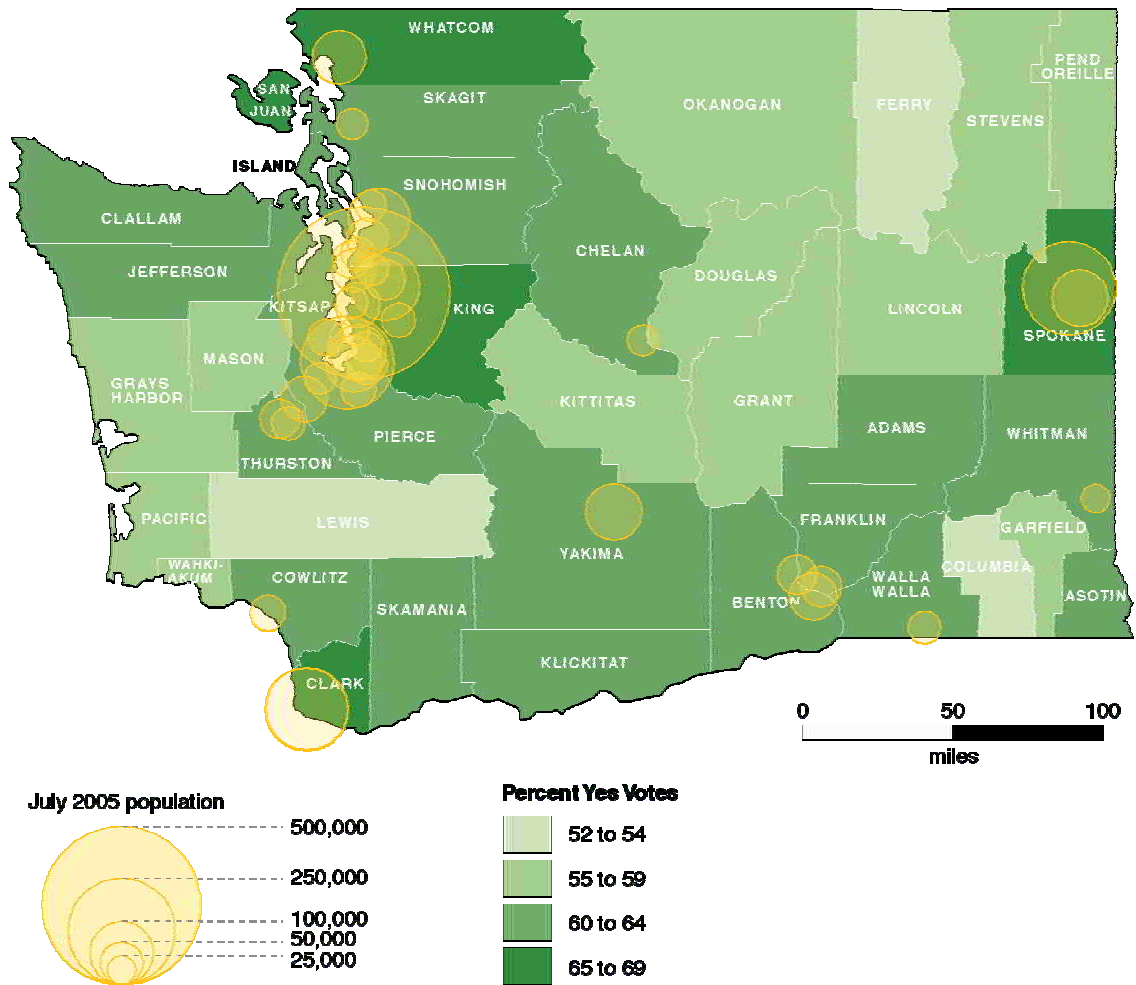 WHATCOM
SAN
JUAN
SKAGIT
ISLAND
SNOHOMISH
OKANOGAN
FERRY
STEVENS
PEND
OREILLE
CLALLAM
JEFFERSON
CHELAN
DOUGLAS
KITSAP
KING
LINCOLN
SPOKANE
MASON
GRAYS
HARBOR
KITTITAS
GRANT
ADAMS
WHITMAN
PIERCE
THURSTON
PACIFIC
LEWIS
YAKIMA
FRANKLIN
GARFIELD
WAHKI-
AKUM
COWLITZ
SKAMANIA
BENTON
WALLA
WALLA
COLUMBIA
ASOTIN
KLICKITAT
CLARK
0 50 100
miles
July 2005 population
500,000
250,000
100,000
50,000
25,000
Percent Yes Votes
52 to 54
55 to 59
60 to 64
65 to 69